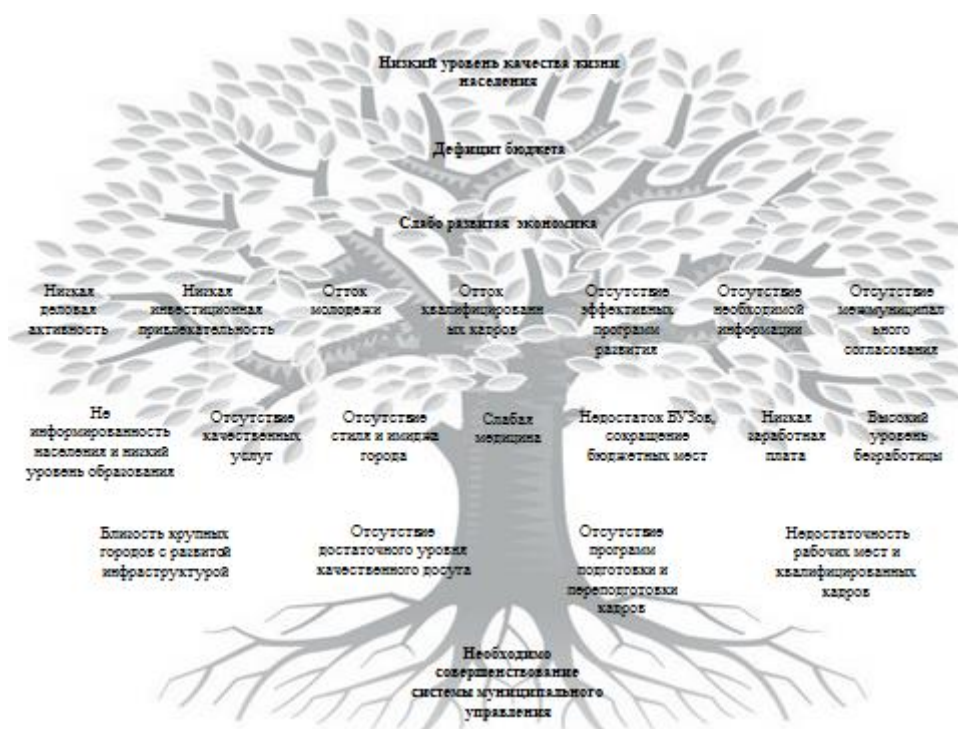 Низкий уровень качества жизни
населения
Дефицит бюджета
Слабо развитая экономика
Низкая
деловая
активность
Низкая
инвестиционная
привлекательность
Отток
молодежи
Отток
квалифицированн
ых кадров
Отсутствие
эффективных
программ
развития
Отсутствие
необходимой
информации
Отсутствие
межмуниципал
ьного
согласования
Не
информированность
населения и низкий
уровень образования
Отсутствие
качественных
услуг
Отсутствие
стиля и имиджа
города
Слабая
медицина
Недостаток ВУЗов,
сокращение
бюджетных мест
Низкая
заработная
плата
Высокий
уровень
безработицы
Близость крупных
городов с развитой
инфраструктурой
Отсутствие
достаточного уровня
качественного досуга
Отсутствие
программ
подготовки и
переподготовки
кадров
Недостаточность
рабочих мест и
квалифицированных
кадров
Необходимо
совершенствование
системы муниципального
управления